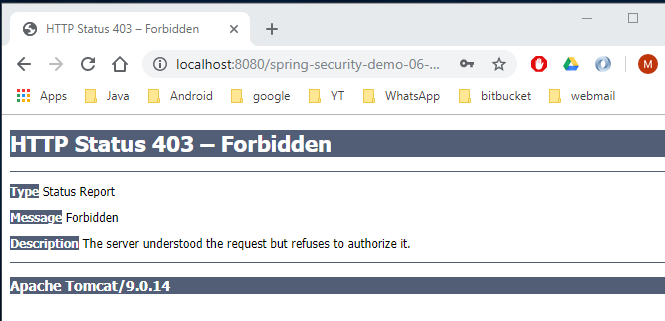 HTTP Status 403 – Forbidden
localhost:8080/spring-security-demo-06-...
M
Apps Java Android google YT WhatsApp bitbucket webmail
HTTP Status 403 – Forbidden
Type Status Report
Message Forbidden
Description The server understood the request but refuses to authorize it.
Apache Tomcat/9.0.14